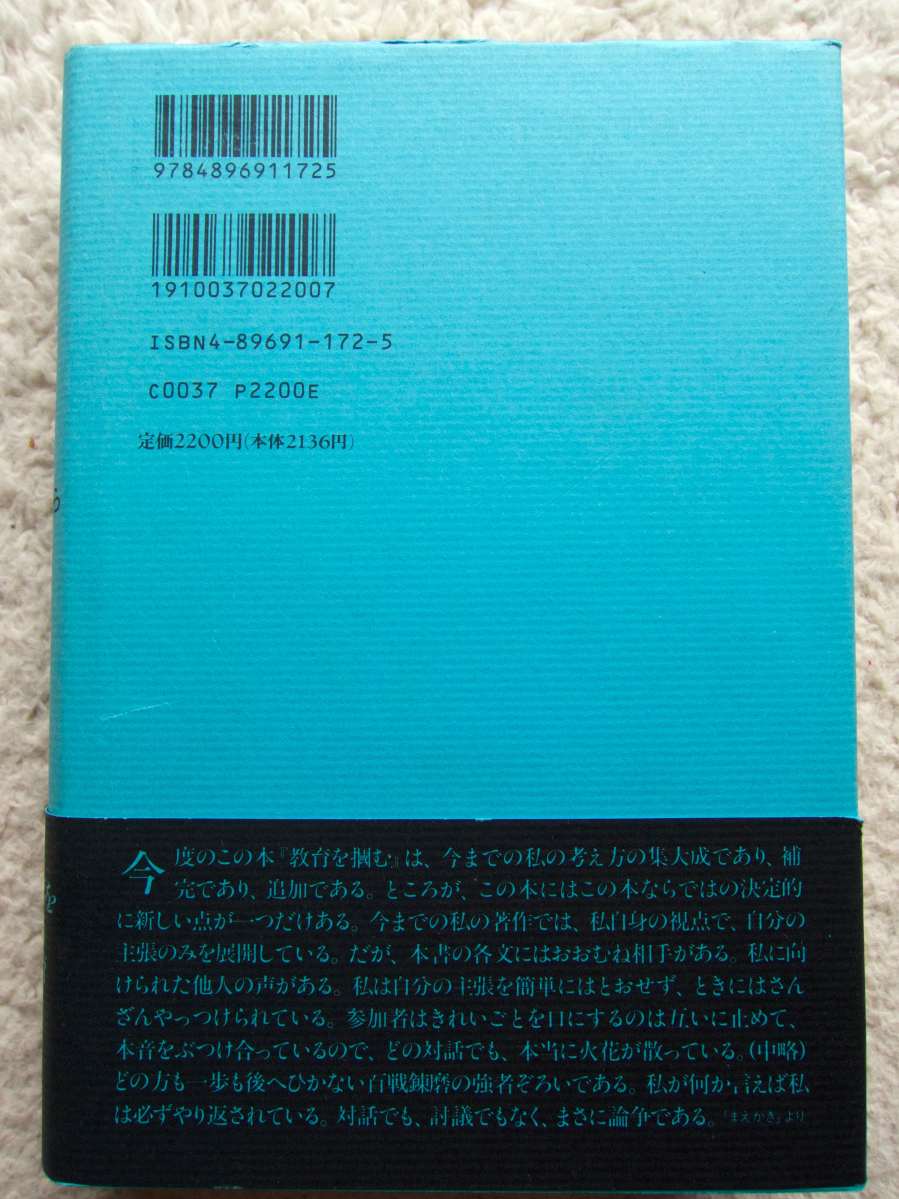 9784896911725
1910037022007
ISBN4-89691-172-5
C0037 P2200E
定価2200円(本体2136円)
る
を
今度のこの本『教育を掴む』は、今までの私の考え方の集大成であり、補
完であり、追加である。ところが、この本にはこの本ならではの決定的
に新しい点が一つだけある。今までの私の著作では、私自身の視点で、自分の
主張のみを展開している。だが、本書の各文にはおおむね相手がある。私に向
けられた他人の声がある。私は自分の主張を簡単にはとおせず、ときにはさん
ざんやっつけられている。参加者はきれいごとを口にするのは互いに止めて、
本音をぶつけ合っているので、どの対話でも、本当に火花が散っている。(中略)
どの方も一歩も後へひかない百戦錬磨の強者ぞろいである。私が何か言えば私
は必ずやり返されている。対話でも、討議でもなく、まさに論争である。「まえがき」より